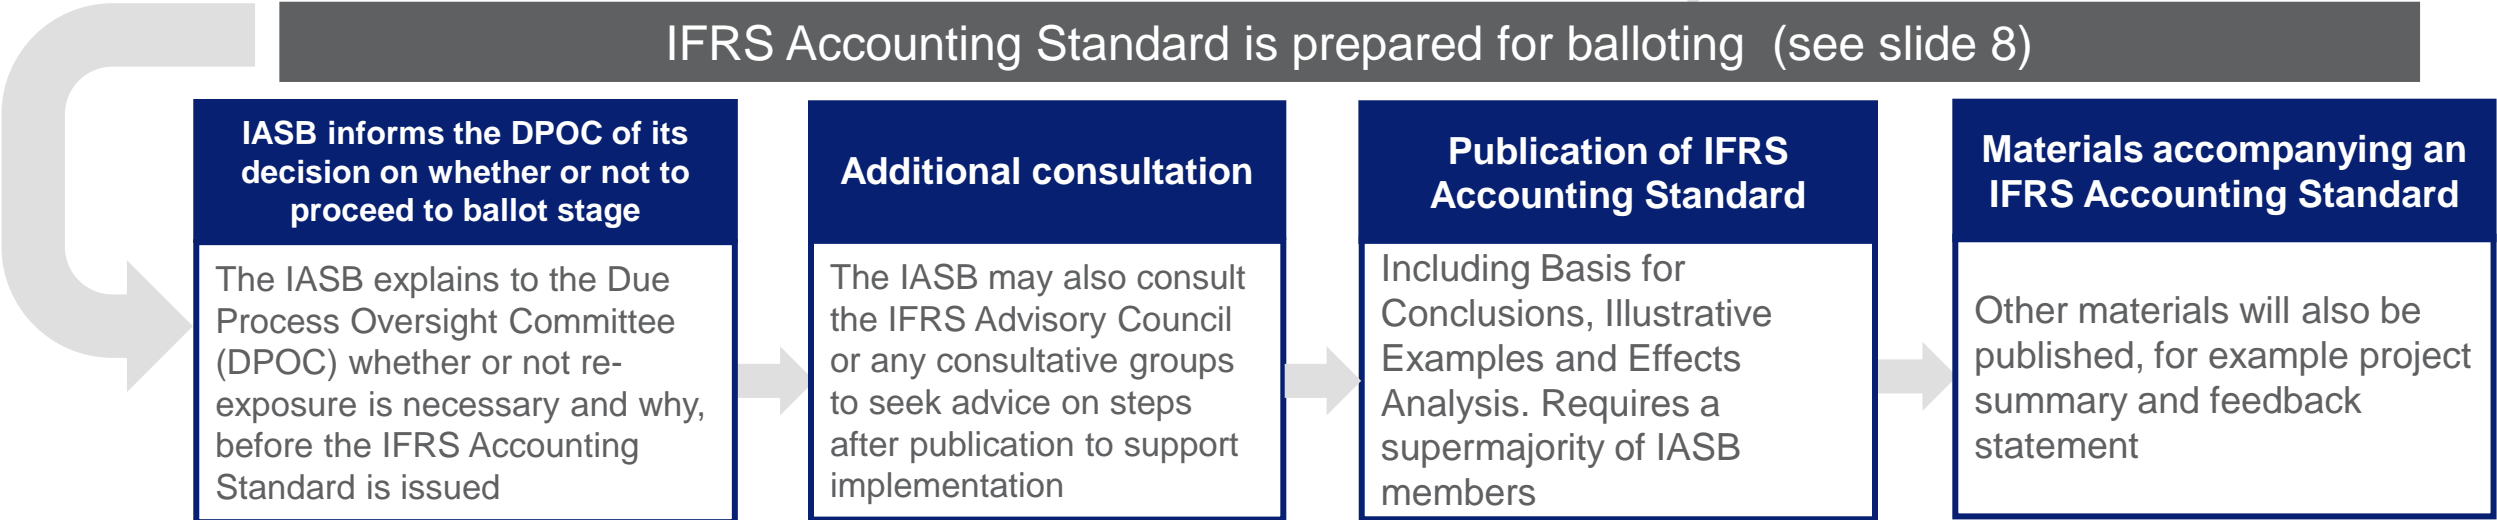 IFRS Accounting Standard is prepared for balloting (see slide 8)
IASB informs the DPOC of its
decision on whether or not to
proceed to ballot stage
The IASB explains to the Due
Process Oversight Committee
(DPOC) whether or not re-
exposure is necessary and why,
before the IFRS Accounting
Standard is issued
Additional consultation
The IASB may also consult
the IFRS Advisory Council
or any consultative groups
to seek advice on steps
after publication to support
implementation
Publication of IFRS
Accounting Standard
Including Basis for
Conclusions, Illustrative
Examples and Effects
Analysis. Requires a
supermajority of IASB
members
Materials accompanying an
IFRS Accounting Standard
Other materials will also be
published, for example project
summary and feedback
statement